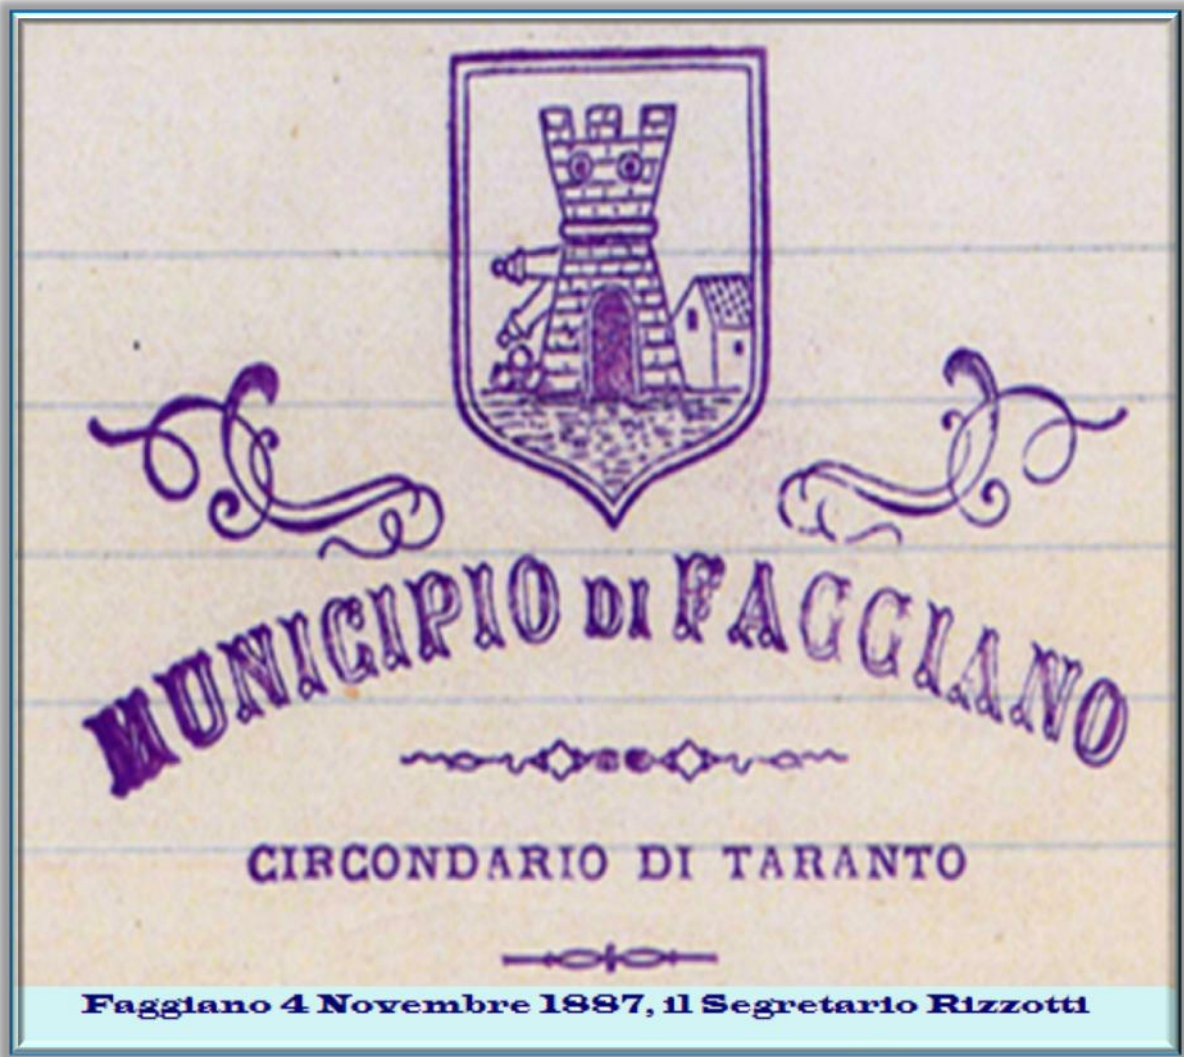 MUNICIPIO DI FAGGIANO
CIRCONDARIO DI TARANTO
Faggiano 4 Novembre 1887, il Segretario Rizzotti